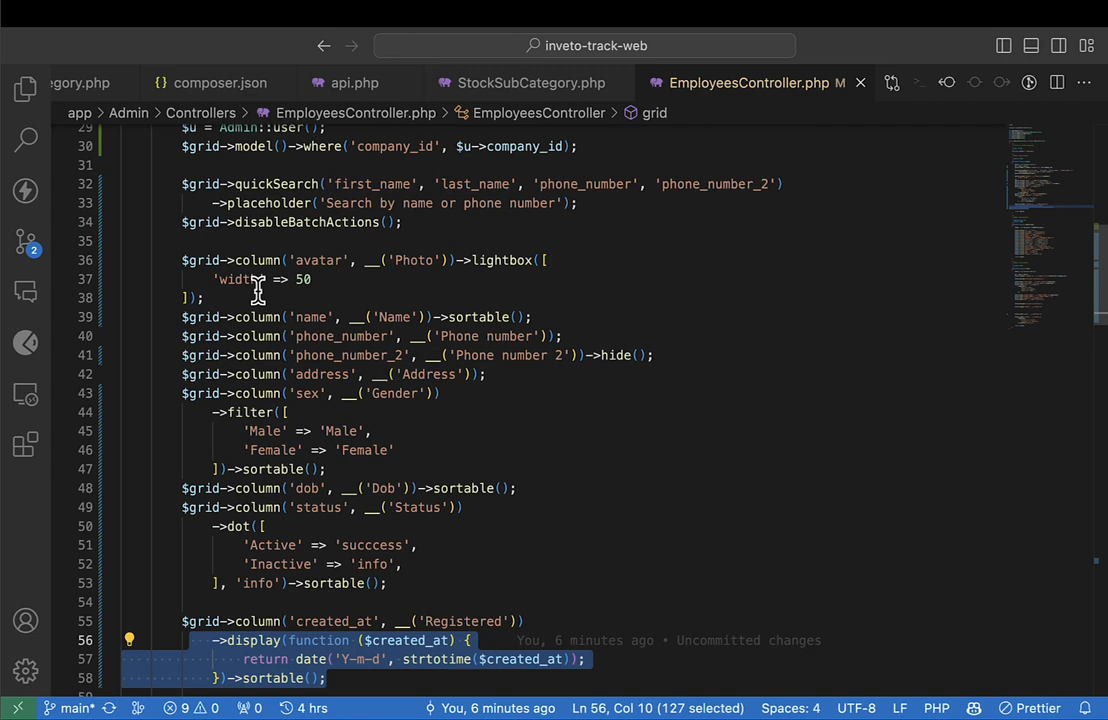 inveto-track-web
egory.php {} composer.json api.php StockSubCategory.php EmployeesController.php M
app > Admin > Controllers > EmployeesController.php > EmployeesController > grid
29 $u = Admin::user();
30 $grid->model()->where('company_id', $u->company_id);
31
32 $grid->quickSearch('first_name', 'last_name', 'phone_number', 'phone_number_2')
33 ->placeholder('Search by name or phone number');
34 $grid->disableBatchActions();
35
36 $grid->column('avatar', __('Photo'))->lightbox([
37 'width' => 50
38 ]);
39 $grid->column('name', __('Name'))->sortable();
40 $grid->column('phone_number', __('Phone number'));
41 $grid->column('phone_number_2', __('Phone number 2'))->hide();
42 $grid->column('address', __('Address'));
43 $grid->column('sex', __('Gender'))
44 ->filter([
45 'Male' => 'Male',
46 'Female' => 'Female'
47 ])->sortable();
48 $grid->column('dob', __('Dob'))->sortable();
49 $grid->column('status', __('Status'))
50 ->dot([
51 'Active' => 'succcess',
52 'Inactive' => 'info',
53 ], 'info')->sortable();
54
55 $grid->column('created_at', __('Registered'))
56 ->display(function ($created_at) { You, 6 minutes ago • Uncommitted changes
57 return date('Y-m-d', strtotime($created_at));
58 })->sortable();
2
main* 9 0 0 4 hrs You, 6 minutes ago Ln 56, Col 10 (127 selected) Spaces: 4 UTF-8 LF PHP Prettier